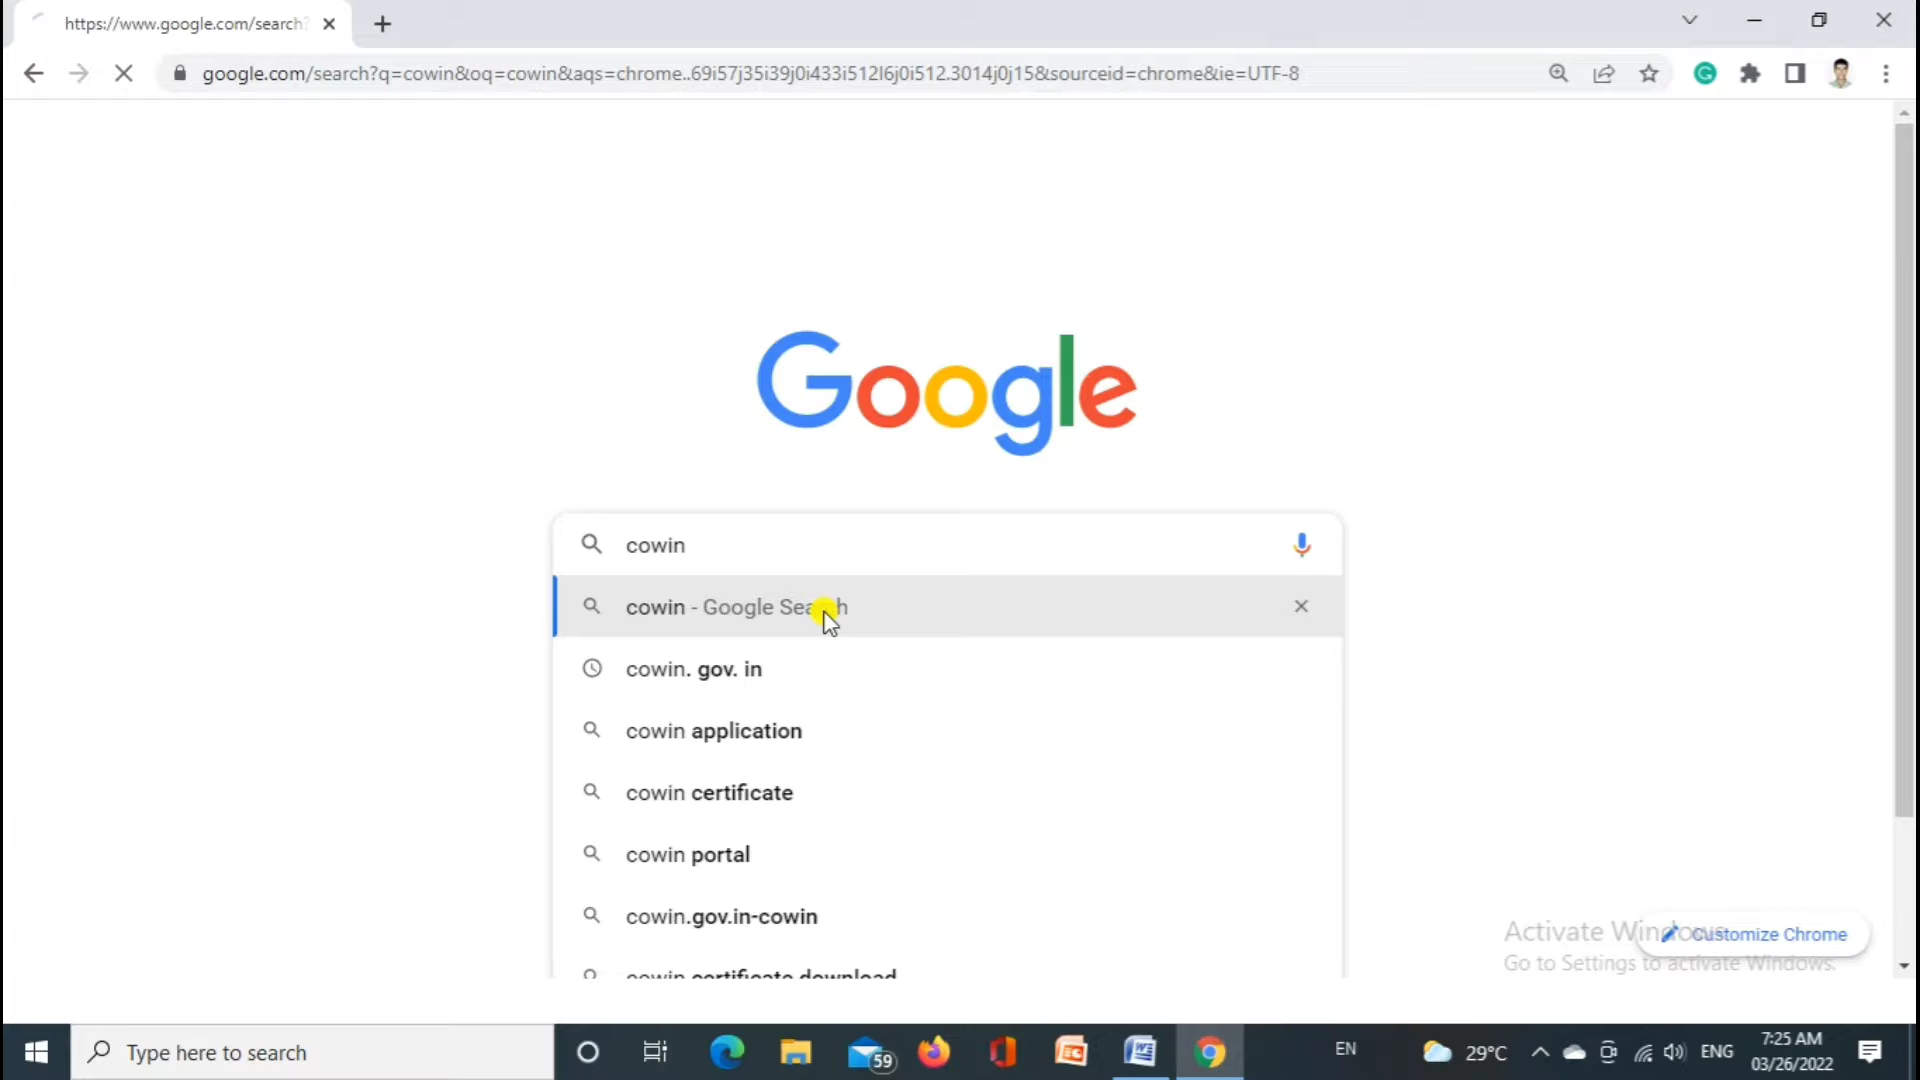 https://www.google.com/search?
google.com/search?q=cowin&oq=cowin&aqs=chrome..69i57j35i39j0i433i512l6j0i512.3014j0j15&sourceid=chrome&ie=UTF-8
Google
cowin
cowin - Google Search
cowin. gov. in
cowin application
cowin certificate
cowin portal
cowin.gov.in-cowin
cowin certificate download
Activate Windows
Customize Chrome
Go to Settings to activate Windows.
Type here to search
59
EN
29°C
ENG
7:25 AM
03/26/2022